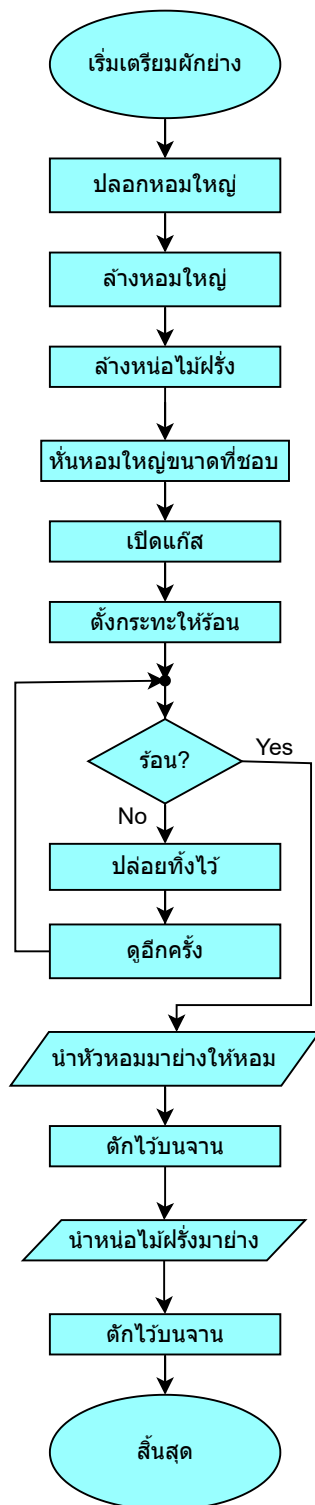 เริ่มเตรียมผักย่าง
ปลอกหอมใหญ่
ล้างหอมใหญ่
ล้างหน่อไม้ฝรั่ง
หั่นหอมใหญ่ขนาดที่ชอบ
เปิดแก๊ส
ตั้งกระทะให้ร้อน
ร้อน?
Yes
No
ปล่อยทิ้งไว้
ดูอีกครั้ง
นำหัวหอมมาย่างให้หอม
ตักไว้บนจาน
นำหน่อไม้ฝรั่งมาย่าง
ตักไว้บนจาน
สิ้นสุด